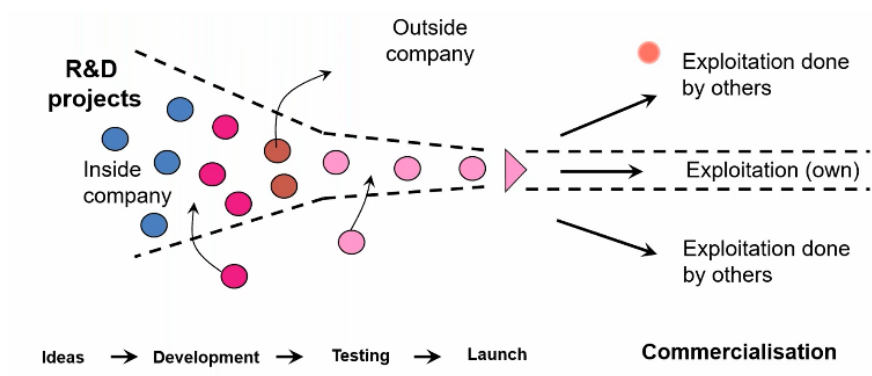 Outside
company
R&D
projects
Inside
company
Exploitation done
by others
Exploitation (own)
Exploitation done
by others
Ideas
Development
Testing
Launch
Commercialisation